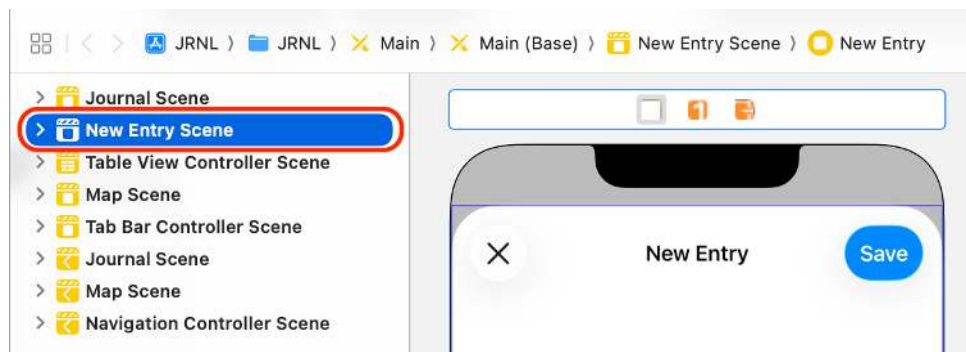 JRNL 〉 JRNL 〉 Main 〉 Main (Base) 〉 New Entry Scene 〉 New Entry
Journal Scene
New Entry Scene
Table View Controller Scene
Map Scene
Tab Bar Controller Scene
Journal Scene
Map Scene
Navigation Controller Scene
1
New Entry Save